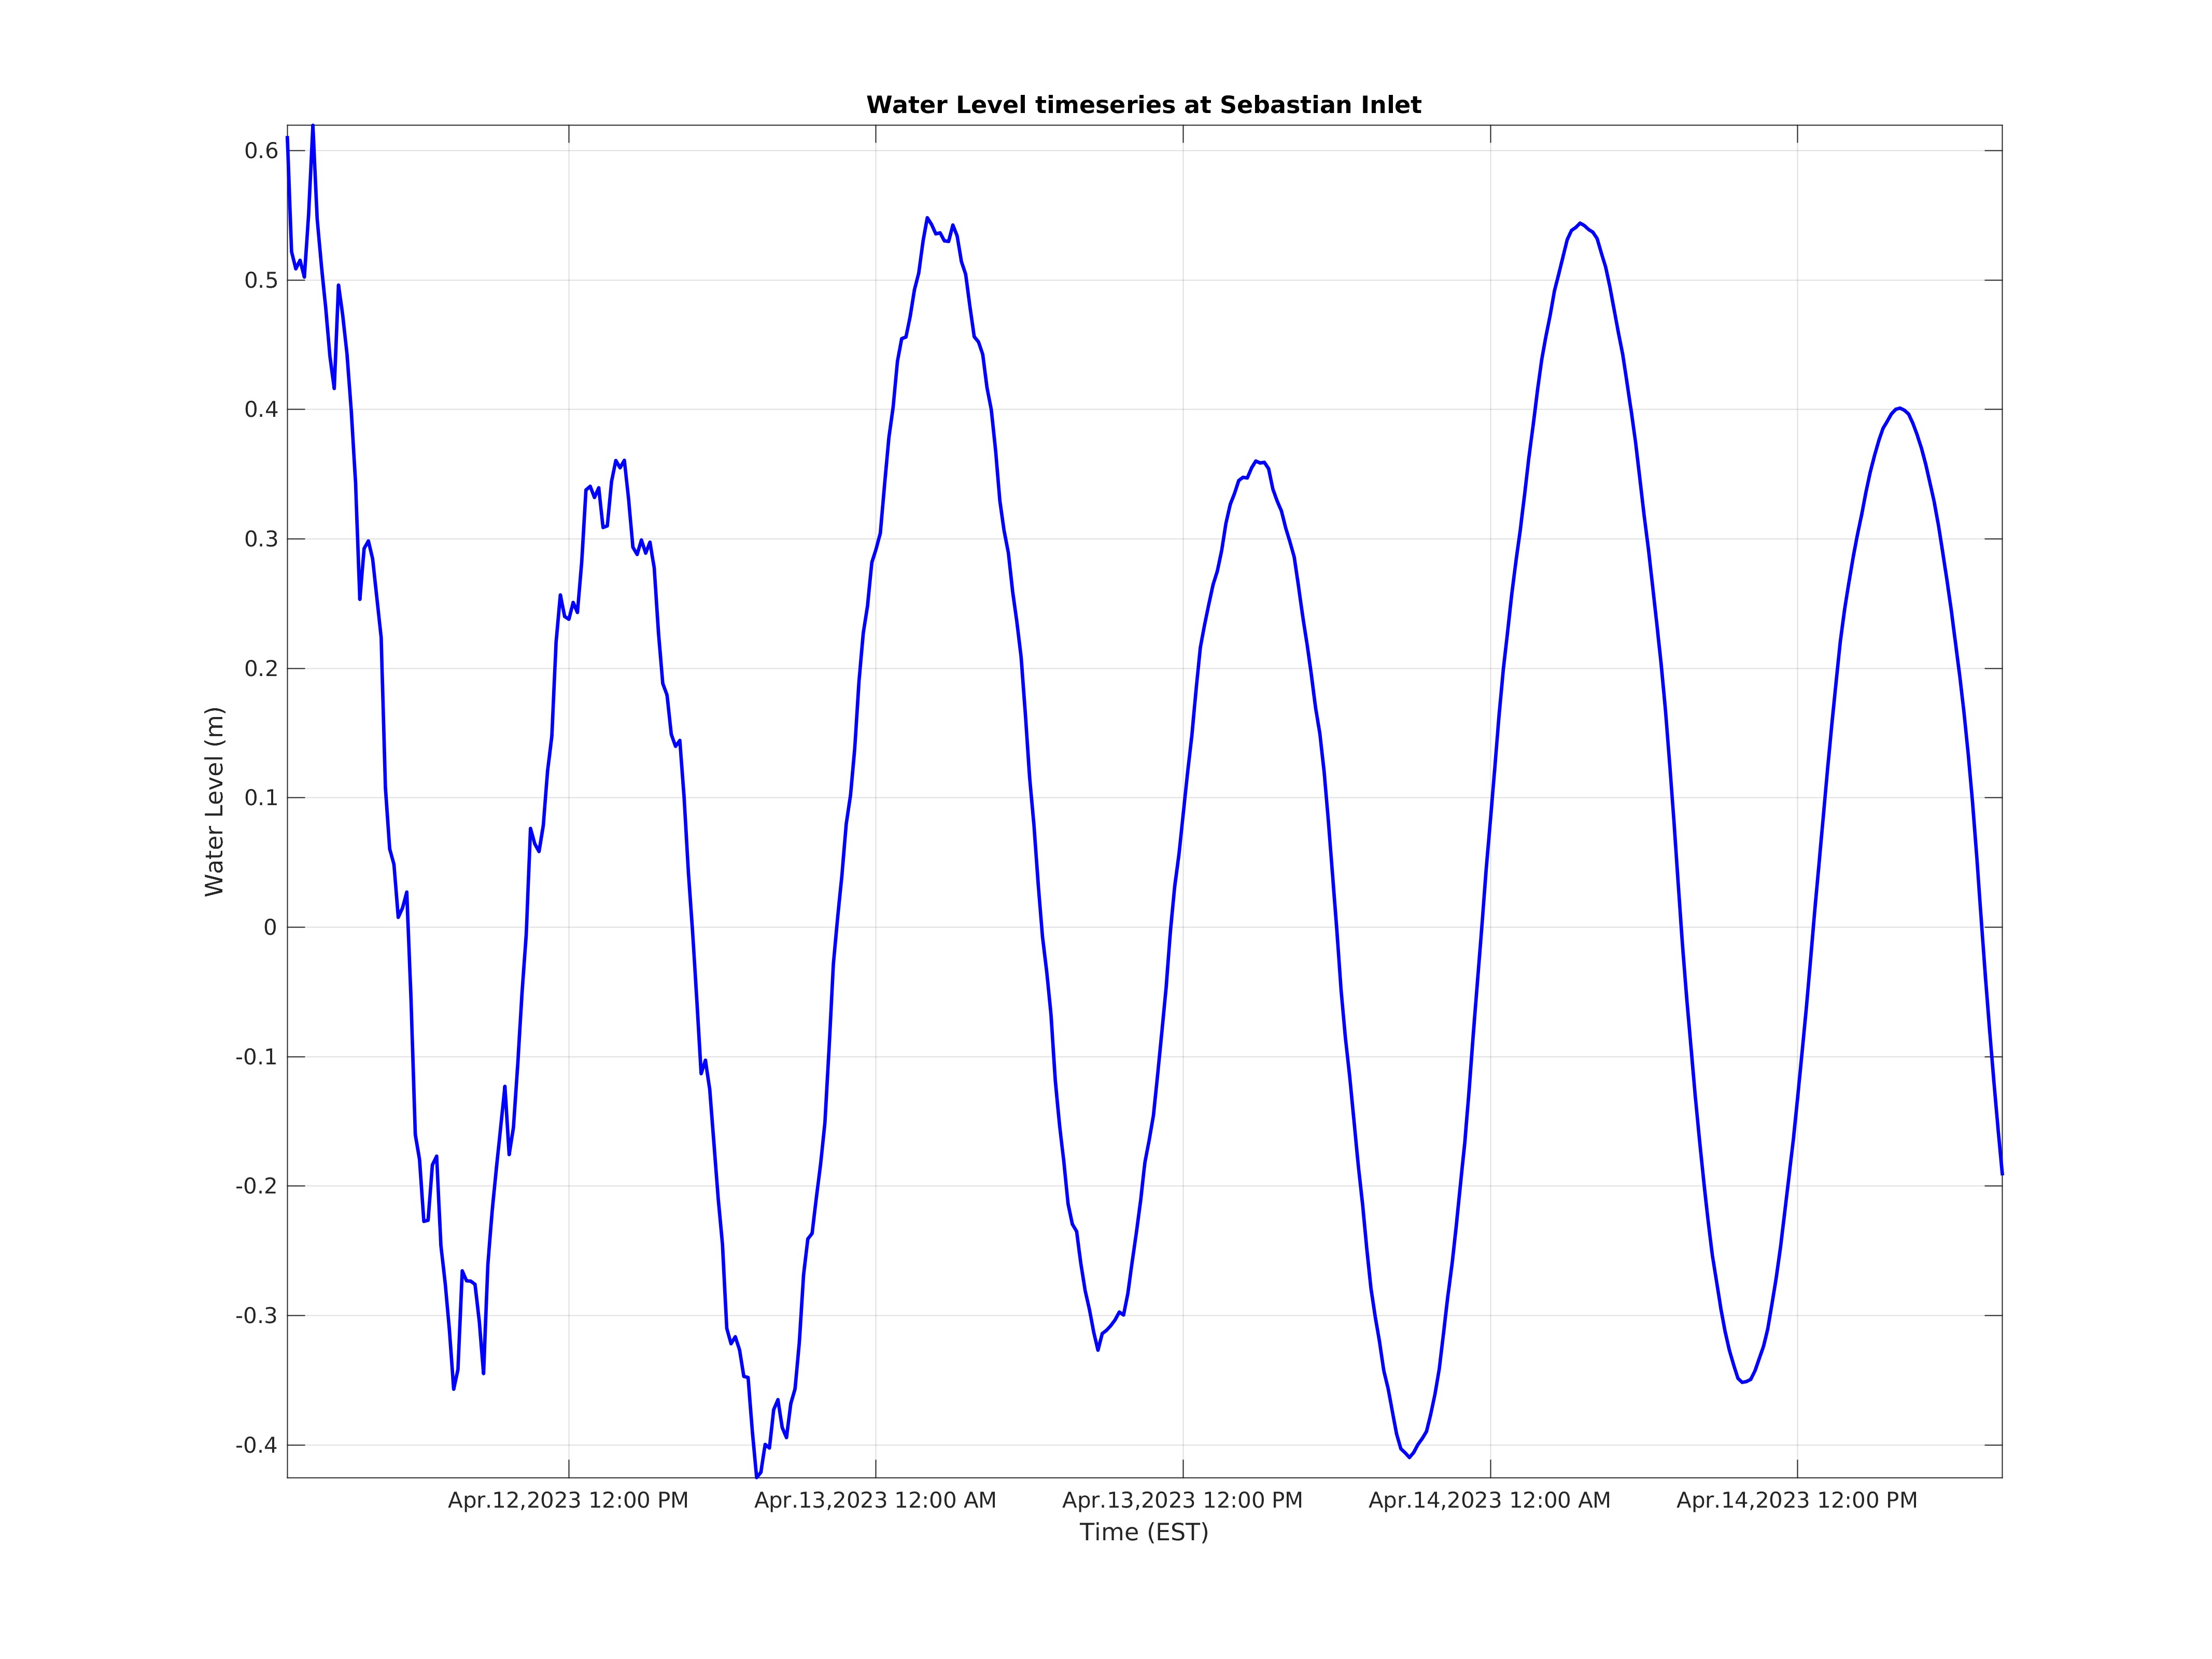 Water Level timeseries at Sebastian Inlet
0.6
0.5
0.4
0.3
0.2
0.1
0
-0.1
-0.2
-0.3
-0.4
Water Level (m)
Apr.12,2023 12:00 PM
Apr.13,2023 12:00 AM
Apr.13,2023 12:00 PM
Apr.14,2023 12:00 AM
Apr.14,2023 12:00 PM
Time (EST)